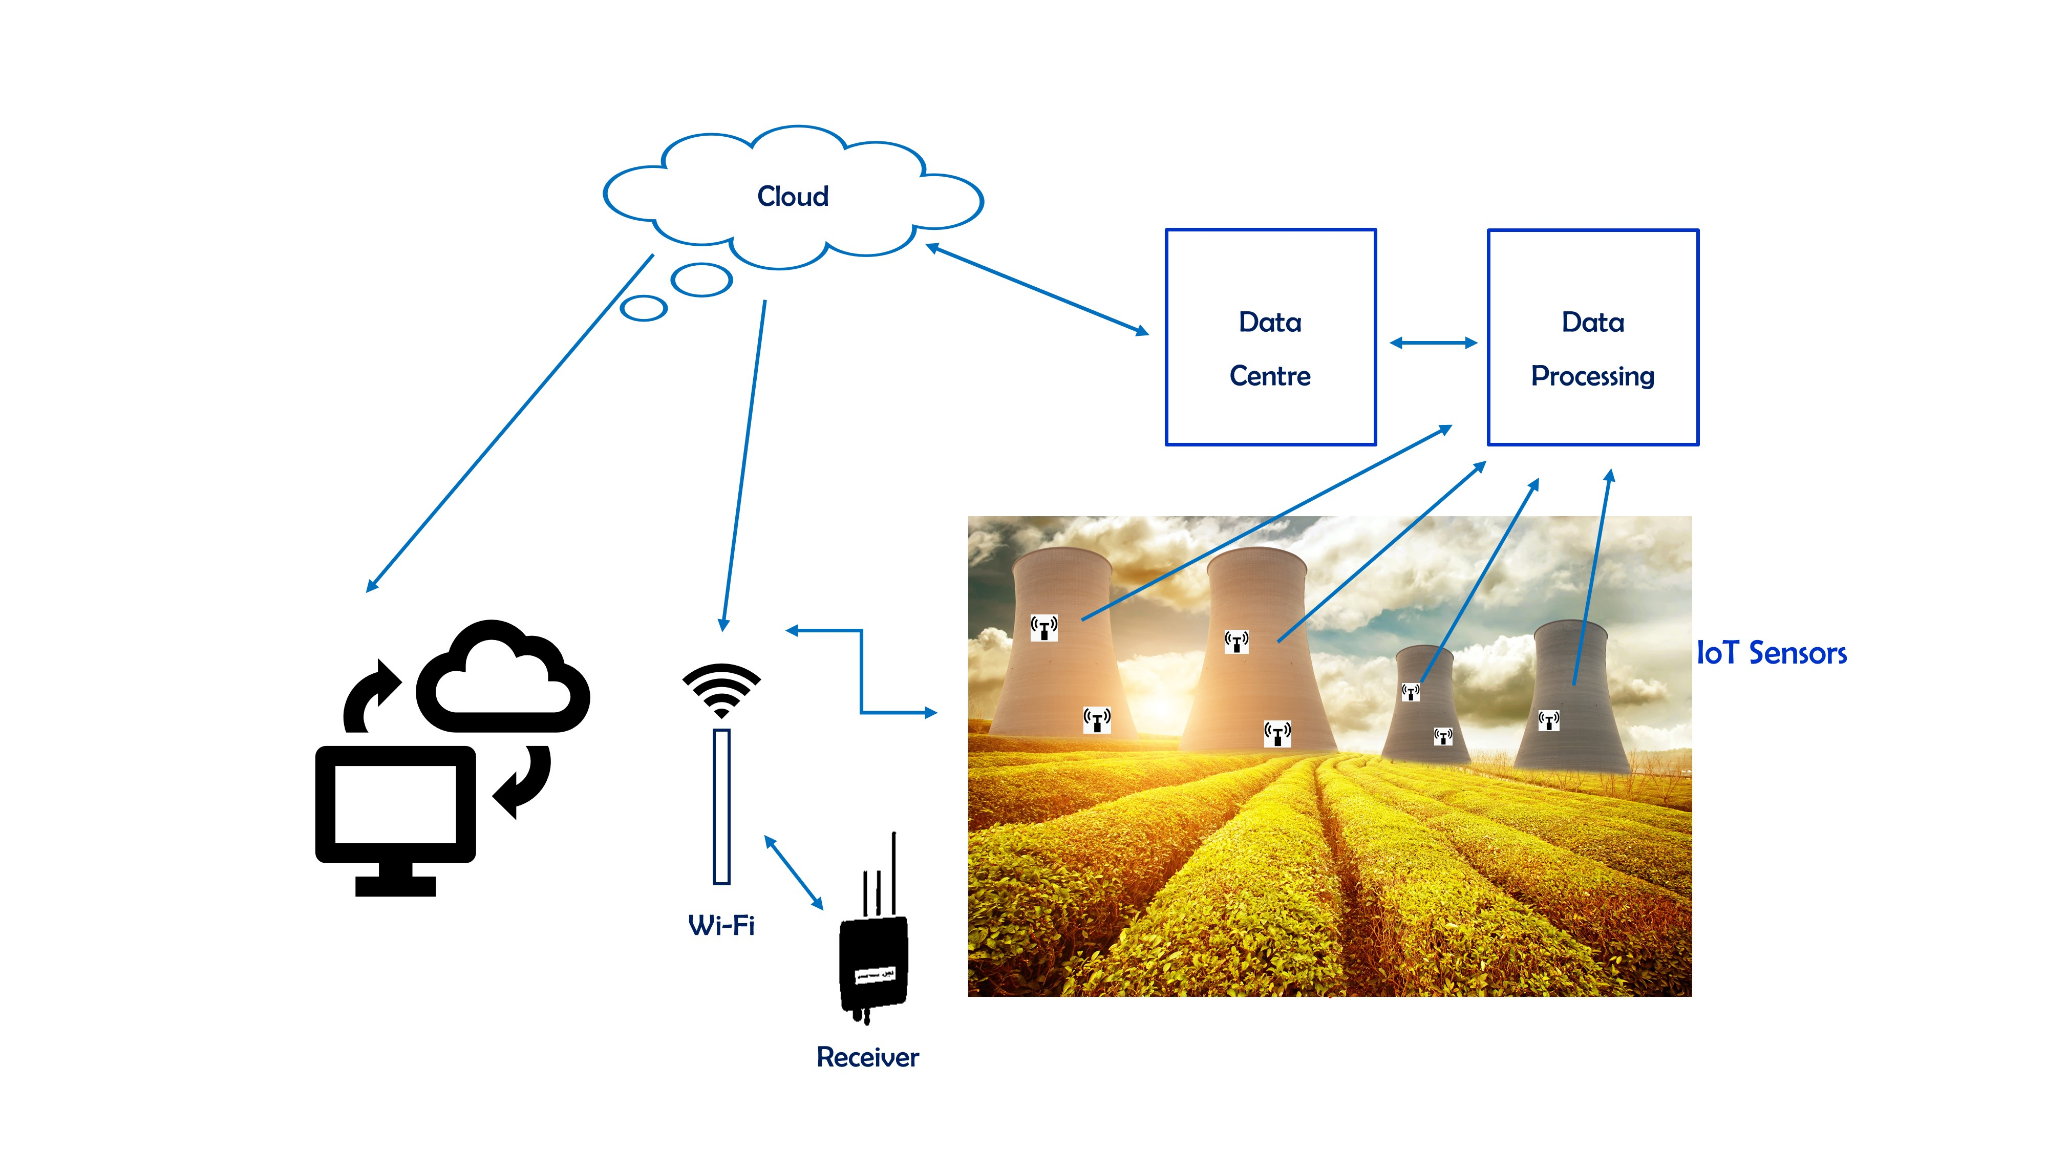 Cloud
Data
Centre
Data
Processing
IoT Sensors
Wi-Fi
Receiver